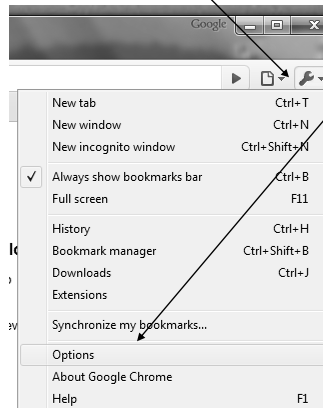 Google
New tab Ctrl+T
New window Ctrl+N
New incognito window Ctrl+Shift+N
Always show bookmarks bar Ctrl+B
Full screen F11
History Ctrl+H
Bookmark manager Ctrl+Shift+B
Downloads Ctrl+J
Extensions
Synchronize my bookmarks...
Options
About Google Chrome
Help F1